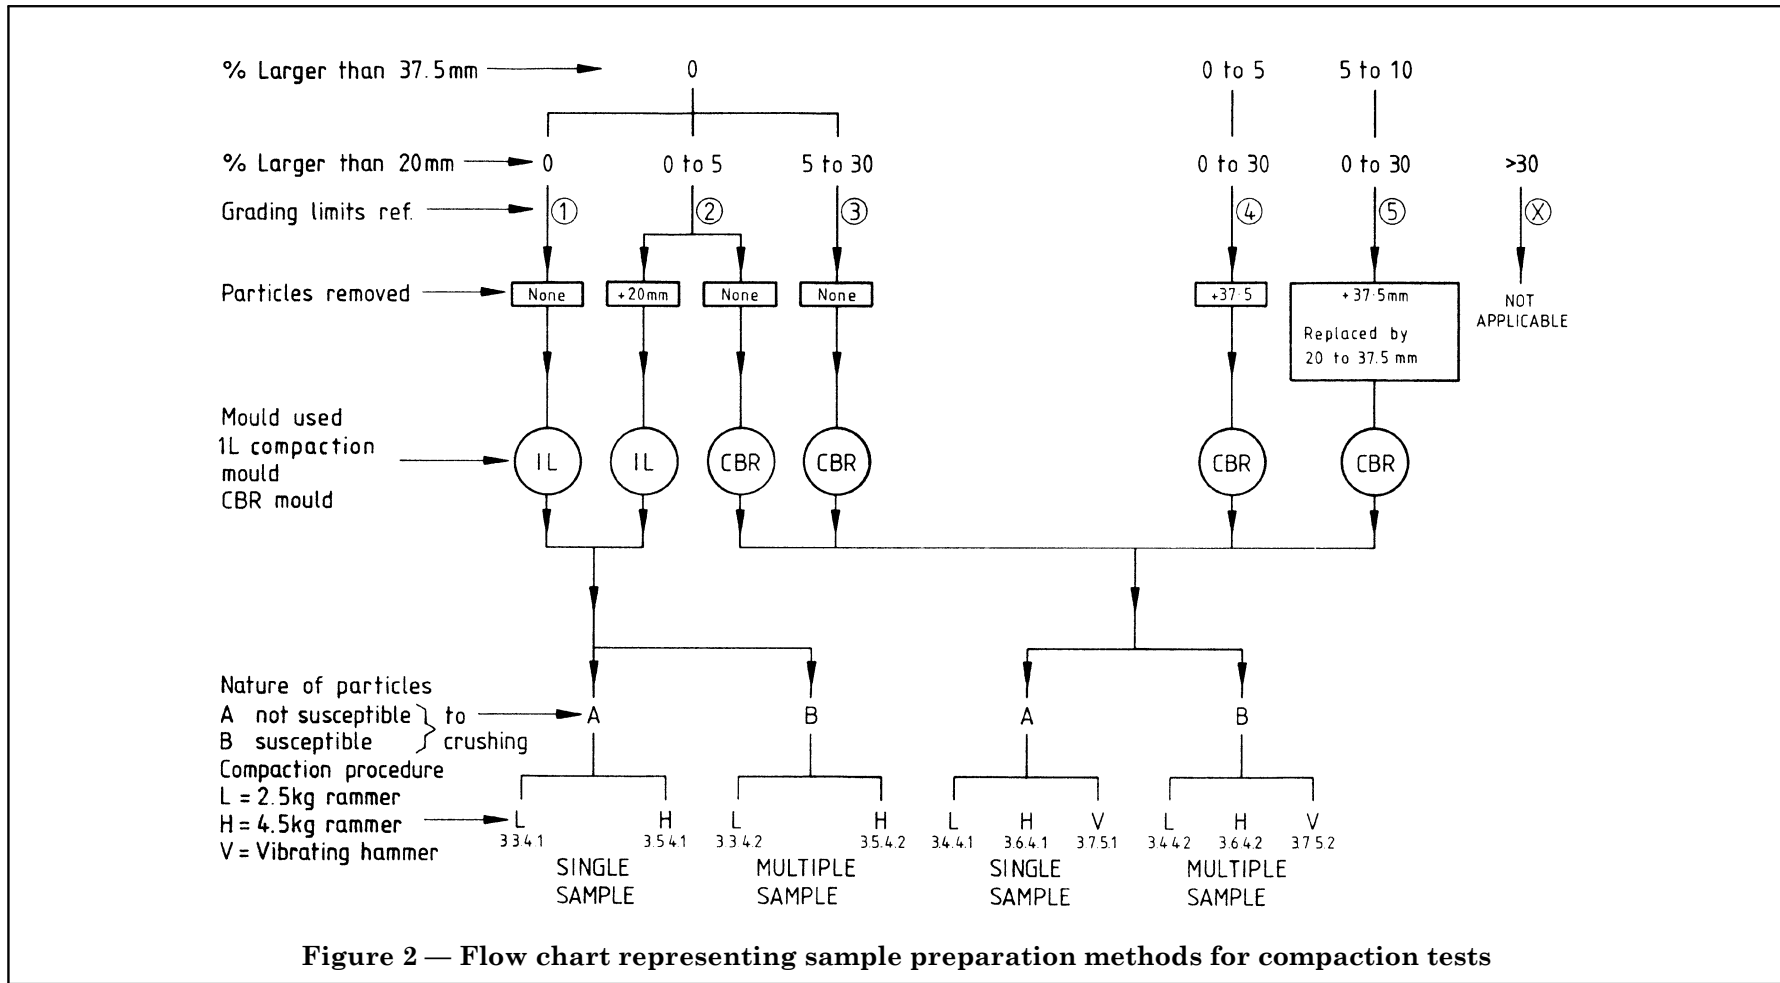 % Larger than 37.5mm 0 0 to 5 5 to 10
% Larger than 20mm 0 0 to 5 5 to 30 0 to 30 0 to 30 >30
Grading limits ref. 1 2 3 4 5 X
Particles removed None +20mm None None +37.5 +37.5mm
Replaced by
20 to 37.5 mm
NOT
APPLICABLE
Mould used
1L compaction
mould
CBR mould
1L 1L CBR CBR CBR CBR
Nature of particles
A not susceptible } to
B susceptible } crushing
A B A B
Compaction procedure
L = 2.5kg rammer
H = 4.5kg rammer
V = Vibrating hammer
L H L H L H V L H V
3.3.4.1 3.5.4.1 3.3.4.2 3.5.4.2 3.4.4.1 3.6.4.1 3.7.5.1 3.4.4.2 3.6.4.2 3.7.5.2
SINGLE MULTIPLE SINGLE MULTIPLE
SAMPLE SAMPLE SAMPLE SAMPLE
Figure 2 — Flow chart representing sample preparation methods for compaction tests